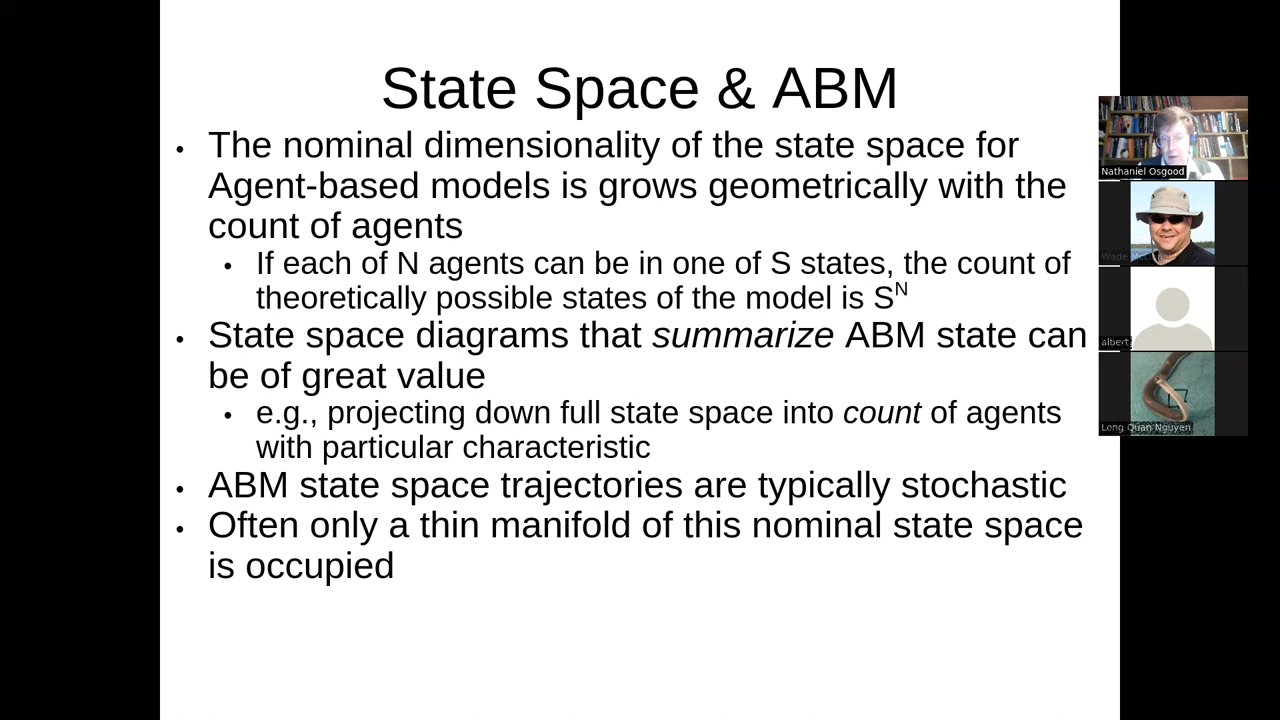 State Space & ABM
• The nominal dimensionality of the state space for
Agent-based models is grows geometrically with the
count of agents
• If each of N agents can be in one of S states, the count of
theoretically possible states of the model is Sᴺ
• State space diagrams that summarize ABM state can
be of great value
• e.g., projecting down full state space into count of agents
with particular characteristic
• ABM state space trajectories are typically stochastic
• Often only a thin manifold of this nominal state space
is occupied
Nathaniel Osgood
Wade
albert
Long Quan Nguyen